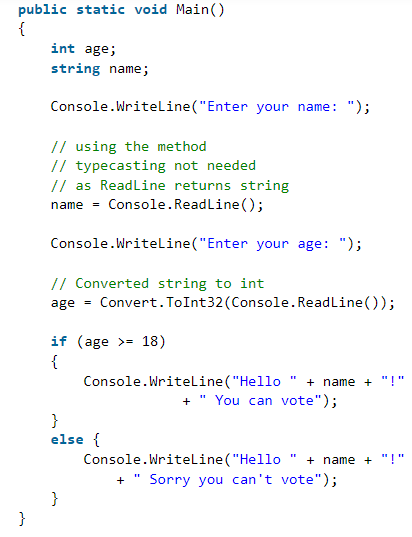 public static void Main()
{
    int age;
    string name;

    Console.WriteLine("Enter your name: ");

    // using the method
    // typecasting not needed
    // as ReadLine returns string
    name = Console.ReadLine();

    Console.WriteLine("Enter your age: ");

    // Converted string to int
    age = Convert.ToInt32(Console.ReadLine());

    if (age >= 18)
    {
        Console.WriteLine("Hello " + name + "!"
                    + " You can vote");
    }
    else {
        Console.WriteLine("Hello " + name + "!"
            + " Sorry you can't vote");
    }
}